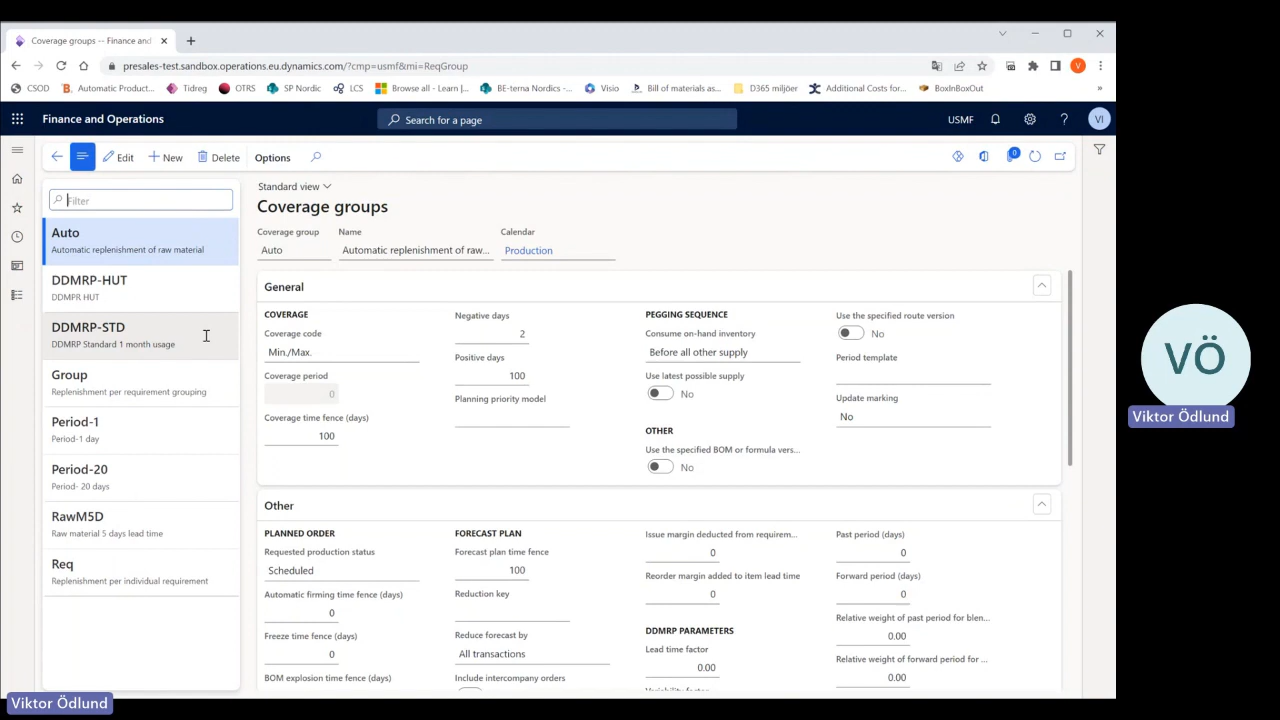 Coverage groups -- Finance and
presales-test.sandbox.operations.eu.dynamics.com/?cmp=usmf&mi=ReqGroup
V
CSOD
Automatic Product...
Tidreg
OTRS
SP Nordic
LCS
Browse all - Learn |...
BE-terna Nordics -...
Visio
Bill of materials as...
D365 miljöer
Additional Costs for...
BoxInBoxOut
»
Finance and Operations
Search for a page
USMF
?
VI
Edit
New
Delete
Options
0
Filter
Auto
Automatic replenishment of raw material
DDMRP-HUT
DDMPR HUT
DDMRP-STD
DDMRP Standard 1 month usage
Group
Replenishment per requirement grouping
Period-1
Period-1 day
Period-20
Period- 20 days
RawM5D
Raw material 5 days lead time
Req
Replenishment per individual requirement
Standard view
Coverage groups
Coverage group
Name
Calendar
Auto
Automatic replenishment of raw...
Production
General
COVERAGE
Coverage code
Min./Max.
Coverage period
0
Coverage time fence (days)
100
Negative days
2
Positive days
100
Planning priority model
PEGGING SEQUENCE
Consume on-hand inventory
Before all other supply
Use latest possible supply
No
OTHER
Use the specified BOM or formula vers...
No
Use the specified route version
No
Period template
Update marking
No
Other
PLANNED ORDER
Requested production status
Scheduled
Automatic firming time fence (days)
0
Freeze time fence (days)
0
BOM explosion time fence (days)
FORECAST PLAN
Forecast plan time fence
100
Reduction key
Reduce forecast by
All transactions
Include intercompany orders
Issue margin deducted from requirem...
0
Reorder margin added to item lead time
0
DDMRP PARAMETERS
Lead time factor
0.00
Variability factor
Past period (days)
0
Forward period (days)
0
Relative weight of past period for blen...
0.00
Relative weight of forward period for ...
0.00
VÖ
Viktor Ödlund
Viktor Ödlund